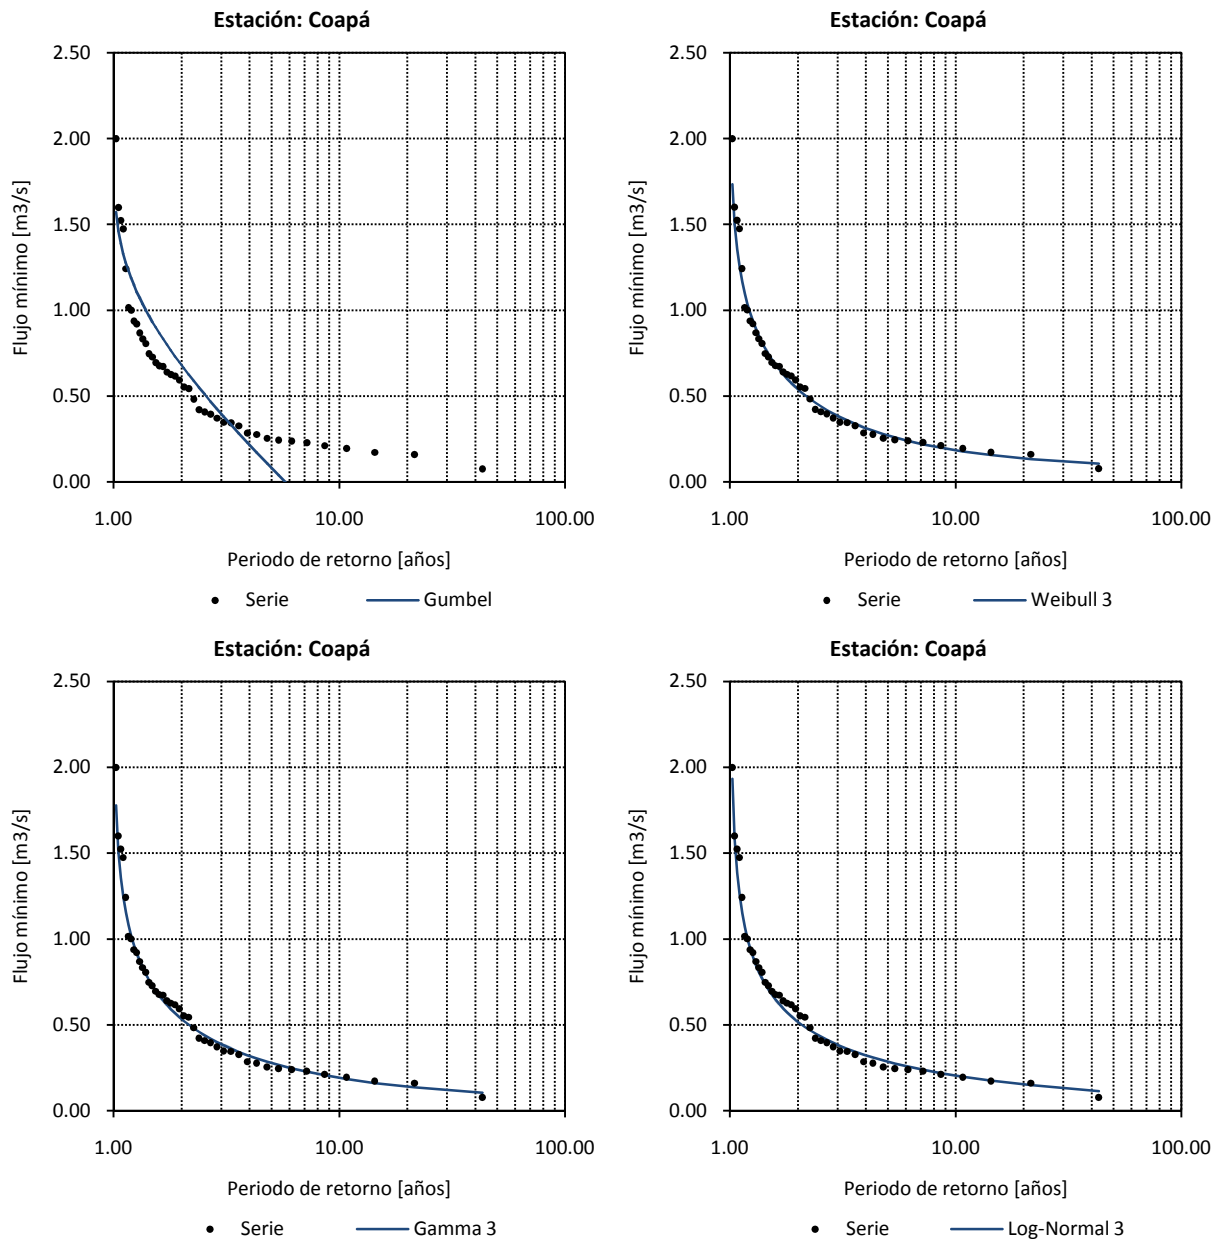 Estación: Coapá
2.50
2.00
1.50
1.00
0.50
0.00
Flujo mínimo [m3/s]
1.00 10.00 100.00
Periodo de retorno [años]
Serie Gumbel
Estación: Coapá
2.50
2.00
1.50
1.00
0.50
0.00
Flujo mínimo [m3/s]
1.00 10.00 100.00
Periodo de retorno [años]
Serie Weibull 3
Estación: Coapá
2.50
2.00
1.50
1.00
0.50
0.00
Flujo mínimo [m3/s]
1.00 10.00 100.00
Periodo de retorno [años]
Serie Gamma 3
Estación: Coapá
2.50
2.00
1.50
1.00
0.50
0.00
Flujo mínimo [m3/s]
1.00 10.00 100.00
Periodo de retorno [años]
Serie Log-Normal 3